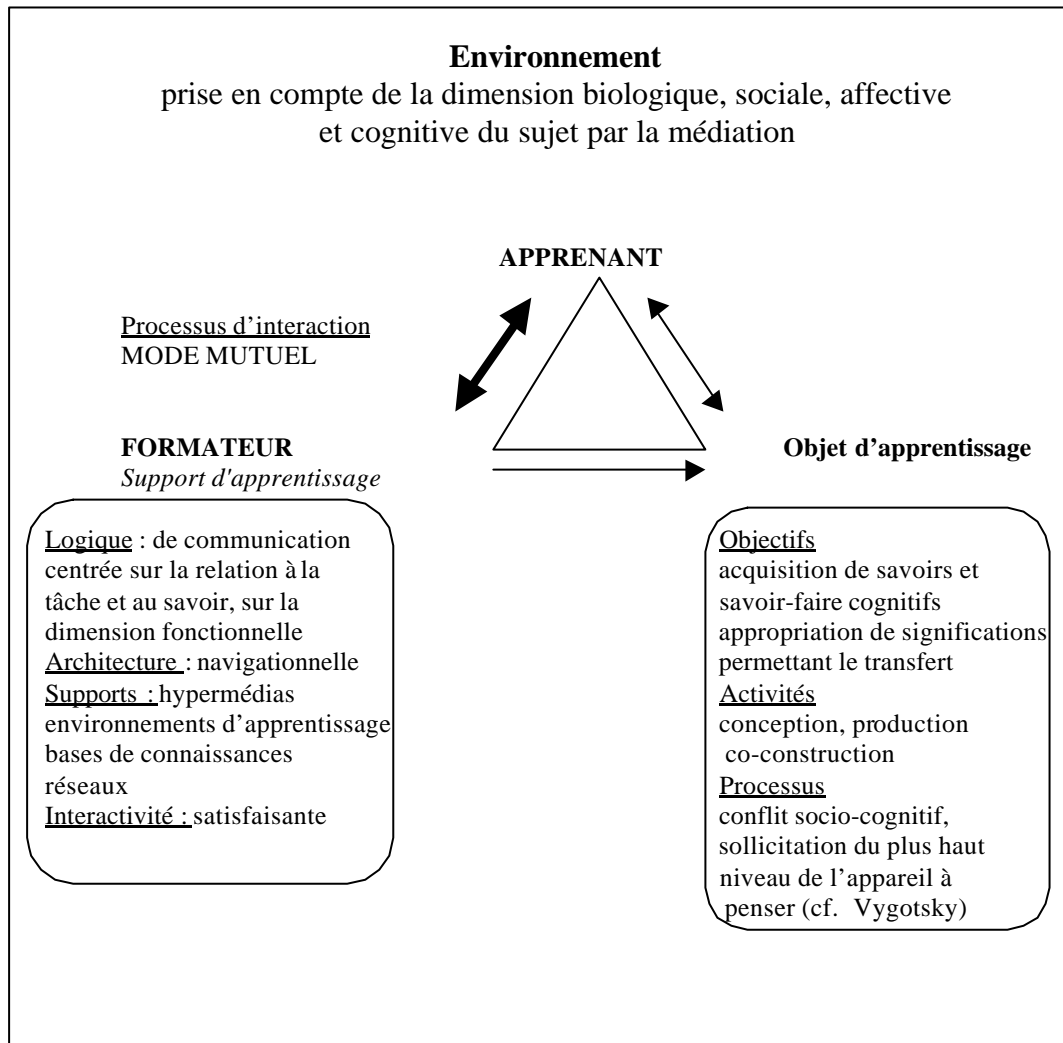 Environnement
prise en compte de la dimension biologique, sociale, affective
et cognitive du sujet par la médiation
APPRENANT
Processus d’interaction
MODE MUTUEL
FORMATEUR
Support d'apprentissage
Objet d’apprentissage
Logique : de communication
centrée sur la relation à la
tâche et au savoir, sur la
dimension fonctionnelle
Architecture : navigationnelle
Supports : hypermédias
environnements d’apprentissage
bases de connaissances
réseaux
Interactivité : satisfaisante
Objectifs
acquisition de savoirs et
savoir-faire cognitifs
appropriation de significations
permettant le transfert
Activités
conception, production
co-construction
Processus
conflit socio-cognitif,
sollicitation du plus haut
niveau de l’appareil à
penser (cf. Vygotsky)